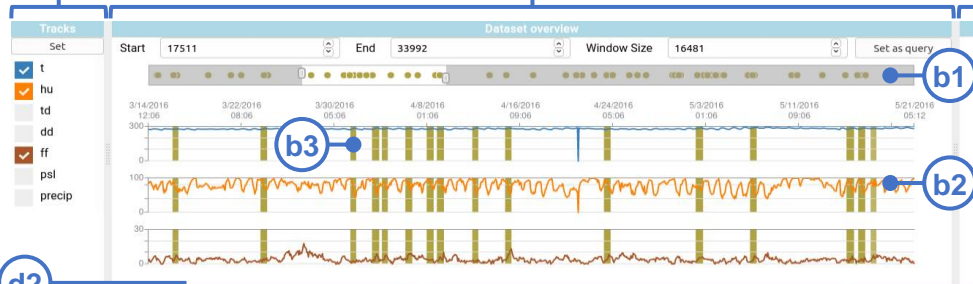 Tracks
Dataset overview
Set
Start 17511 End 33992 Window Size 16481 Set as query
t
hu
td
dd
ff
psl
precip
b1
3/14/2016 3/22/2016 3/30/2016 4/8/2016 4/16/2016 4/24/2016 5/3/2016 5/11/2016 5/21/2016
12:06 08:06 05:06 01:06 09:06 05:06 01:06 09:06 05:12
300
b3
0
100
b2
0
30
0
d2